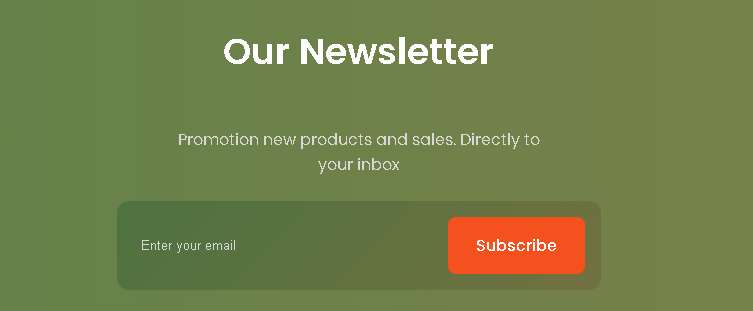 Our Newsletter
Promotion new products and sales. Directly to
your inbox
Enter your email
Subscribe